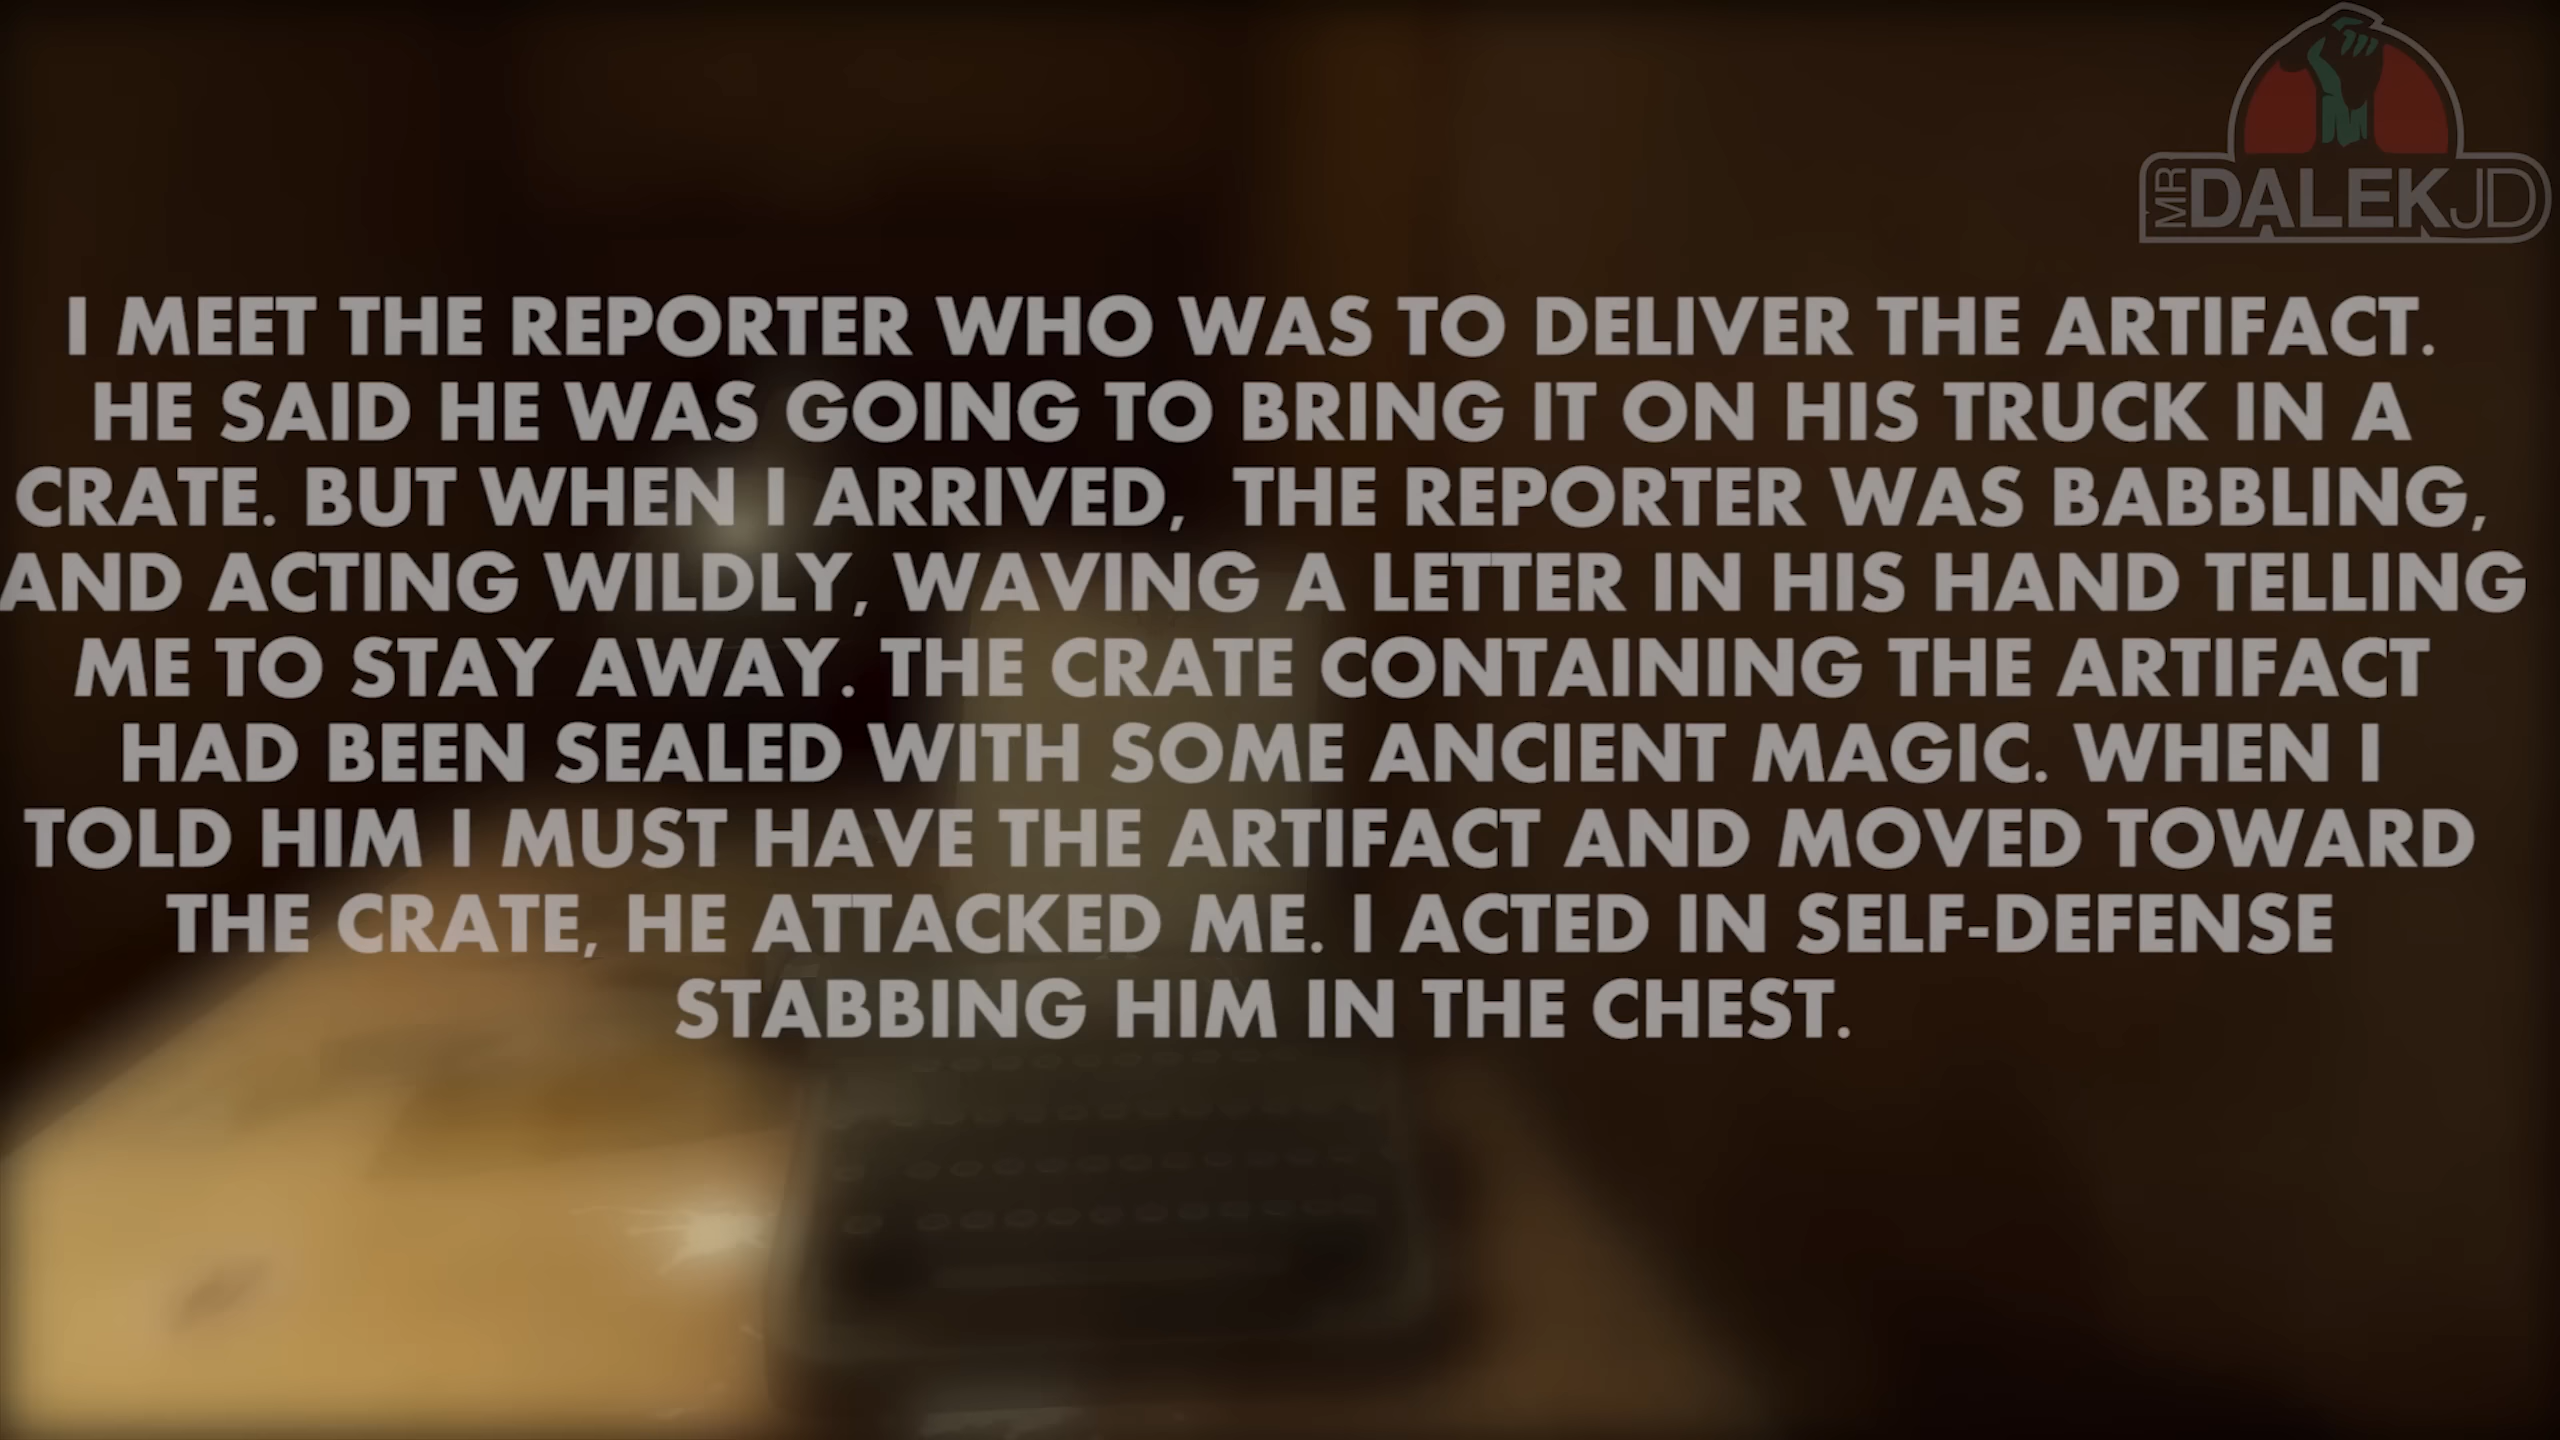 MR DALEKJD
I MEET THE REPORTER WHO WAS TO DELIVER THE ARTIFACT.
HE SAID HE WAS GOING TO BRING IT ON HIS TRUCK IN A
CRATE. BUT WHEN I ARRIVED, THE REPORTER WAS BABBLING,
AND ACTING WILDLY, WAVING A LETTER IN HIS HAND TELLING
ME TO STAY AWAY. THE CRATE CONTAINING THE ARTIFACT
HAD BEEN SEALED WITH SOME ANCIENT MAGIC. WHEN I
TOLD HIM I MUST HAVE THE ARTIFACT AND MOVED TOWARD
THE CRATE, HE ATTACKED ME. I ACTED IN SELF-DEFENSE
STABBING HIM IN THE CHEST.